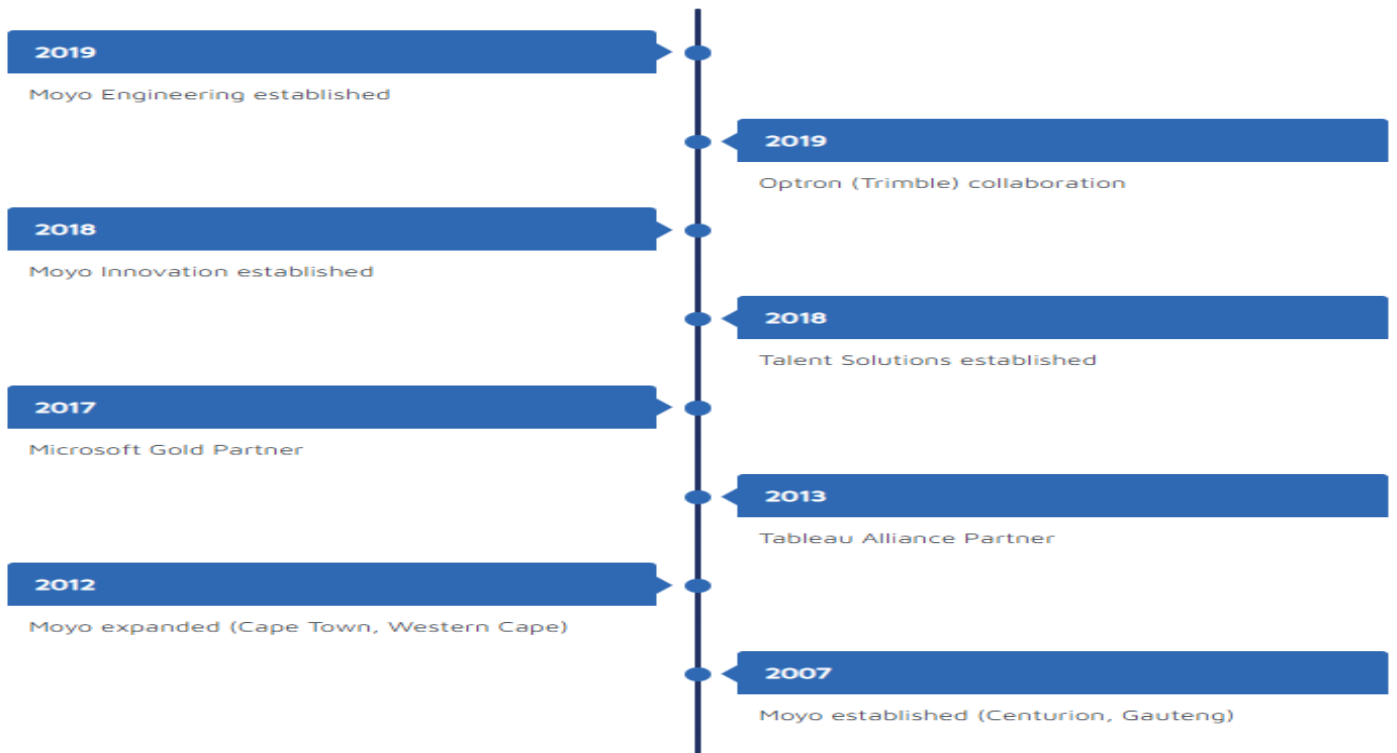 2019
Moyo Engineering established
2019
Optron (Trimble) collaboration
2018
Moyo Innovation established
2018
Talent Solutions established
2017
Microsoft Gold Partner
2013
Tableau Alliance Partner
2012
Moyo expanded (Cape Town, Western Cape)
2007
Moyo established (Centurion, Gauteng)